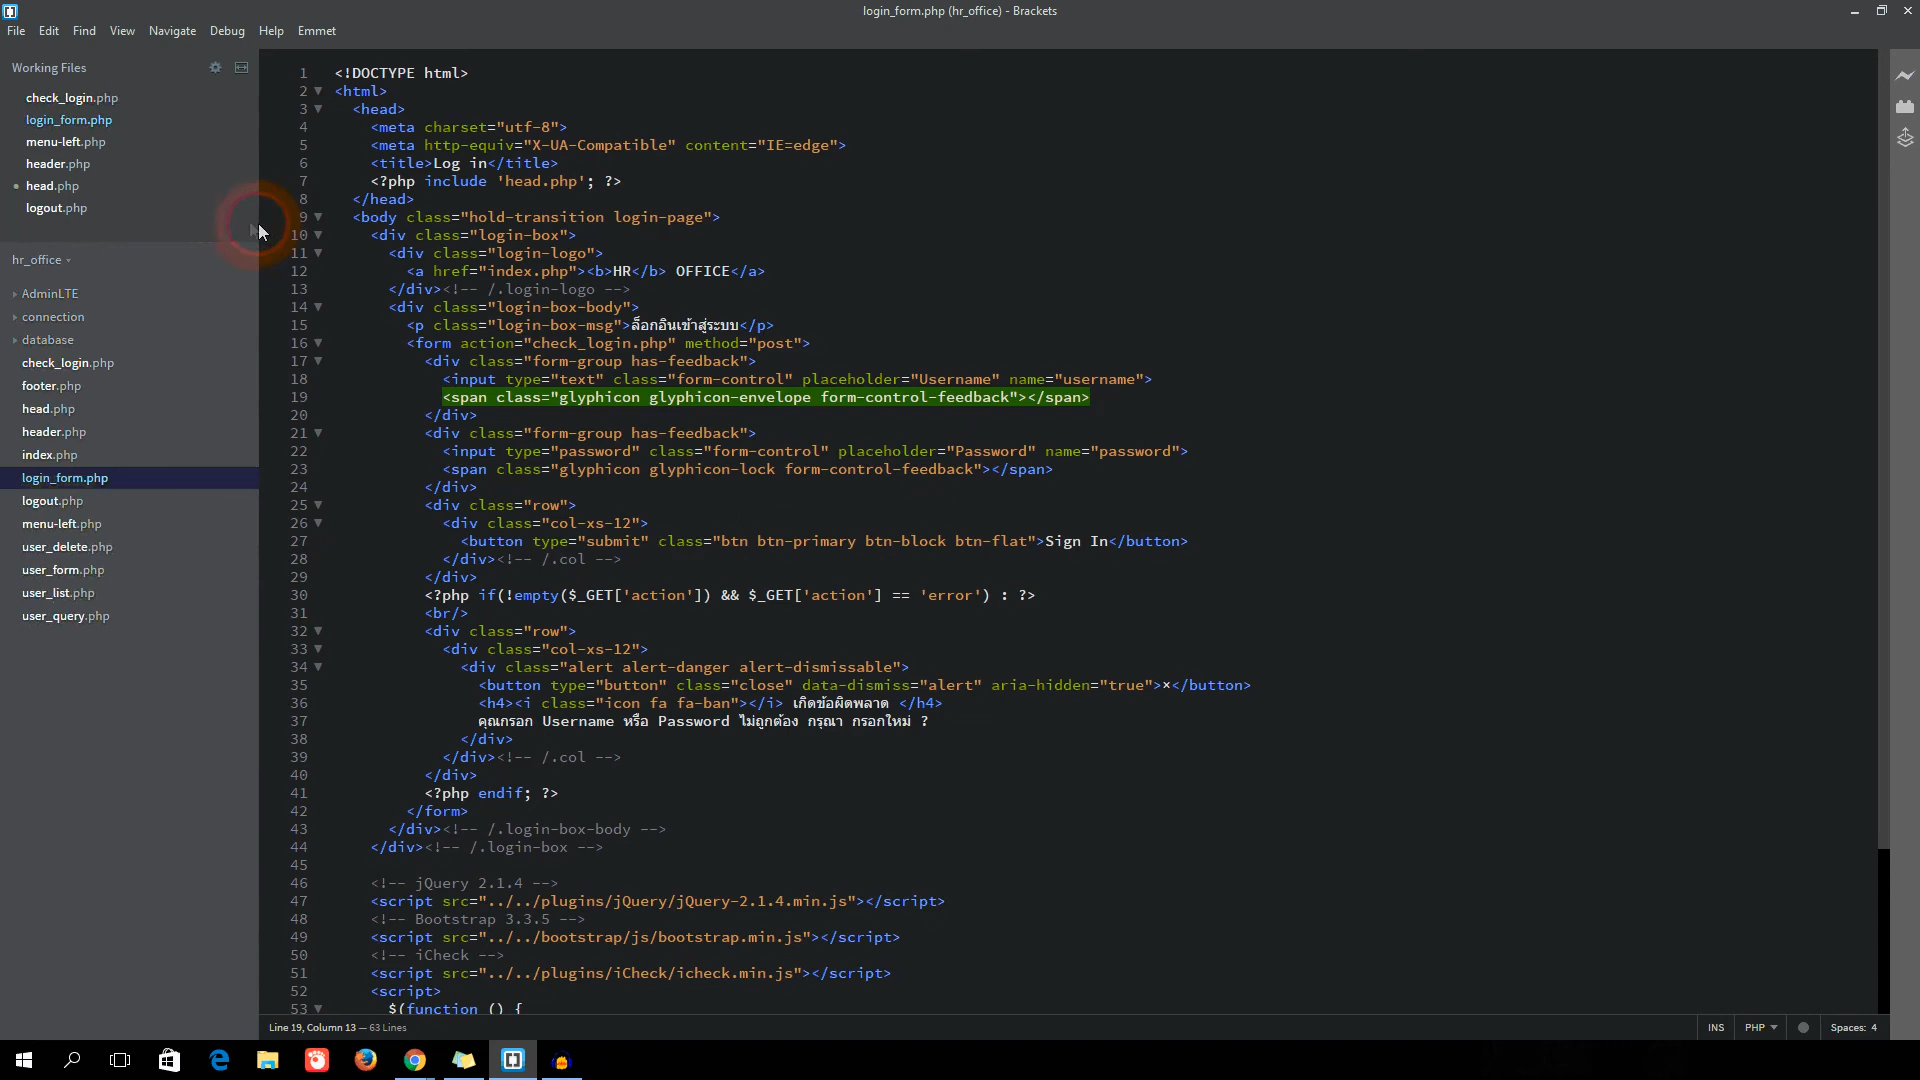 login_form.php (hr_office) - Brackets
File Edit Find View Navigate Debug Help Emmet
Working Files
check_login.php
login_form.php
menu-left.php
header.php
head.php
logout.php
hr_office
AdminLTE
connection
database
check_login.php
footer.php
head.php
header.php
index.php
login_form.php
logout.php
menu-left.php
user_delete.php
user_form.php
user_list.php
user_query.php
1 <!DOCTYPE html>
2 <html>
3 <head>
4 <meta charset="utf-8">
5 <meta http-equiv="X-UA-Compatible" content="IE=edge">
6 <title>Log in</title>
7 <?php include 'head.php'; ?>
8 </head>
9 <body class="hold-transition login-page">
10 <div class="login-box">
11 <div class="login-logo">
12 <a href="index.php"><b>HR</b> OFFICE</a>
13 </div><!-- /.login-logo -->
14 <div class="login-box-body">
15 <p class="login-box-msg">ล็อกอินเข้าสู่ระบบ</p>
16 <form action="check_login.php" method="post">
17 <div class="form-group has-feedback">
18 <input type="text" class="form-control" placeholder="Username" name="username">
19 <span class="glyphicon glyphicon-envelope form-control-feedback"></span>
20 </div>
21 <div class="form-group has-feedback">
22 <input type="password" class="form-control" placeholder="Password" name="password">
23 <span class="glyphicon glyphicon-lock form-control-feedback"></span>
24 </div>
25 <div class="row">
26 <div class="col-xs-12">
27 <button type="submit" class="btn btn-primary btn-block btn-flat">Sign In</button>
28 </div><!-- /.col -->
29 </div>
30 <?php if(!empty($_GET['action']) && $_GET['action'] == 'error') : ?>
31 <br/>
32 <div class="row">
33 <div class="col-xs-12">
34 <div class="alert alert-danger alert-dismissable">
35 <button type="button" class="close" data-dismiss="alert" aria-hidden="true">×</button>
36 <h4><i class="icon fa fa-ban"></i> เกิดข้อผิดพลาด </h4>
37 คุณกรอก Username หรือ Password ไม่ถูกต้อง กรุณา กรอกใหม่ ?
38 </div>
39 </div><!-- /.col -->
40 </div>
41 <?php endif; ?>
42 </form>
43 </div><!-- /.login-box-body -->
44 </div><!-- /.login-box -->
45
46 <!-- jQuery 2.1.4 -->
47 <script src="../../plugins/jQuery/jQuery-2.1.4.min.js"></script>
48 <!-- Bootstrap 3.3.5 -->
49 <script src="../../bootstrap/js/bootstrap.min.js"></script>
50 <!-- iCheck -->
51 <script src="../../plugins/iCheck/icheck.min.js"></script>
52 <script>
53 $(function () {
Line 19, Column 13 — 63 Lines
INS PHP Spaces: 4